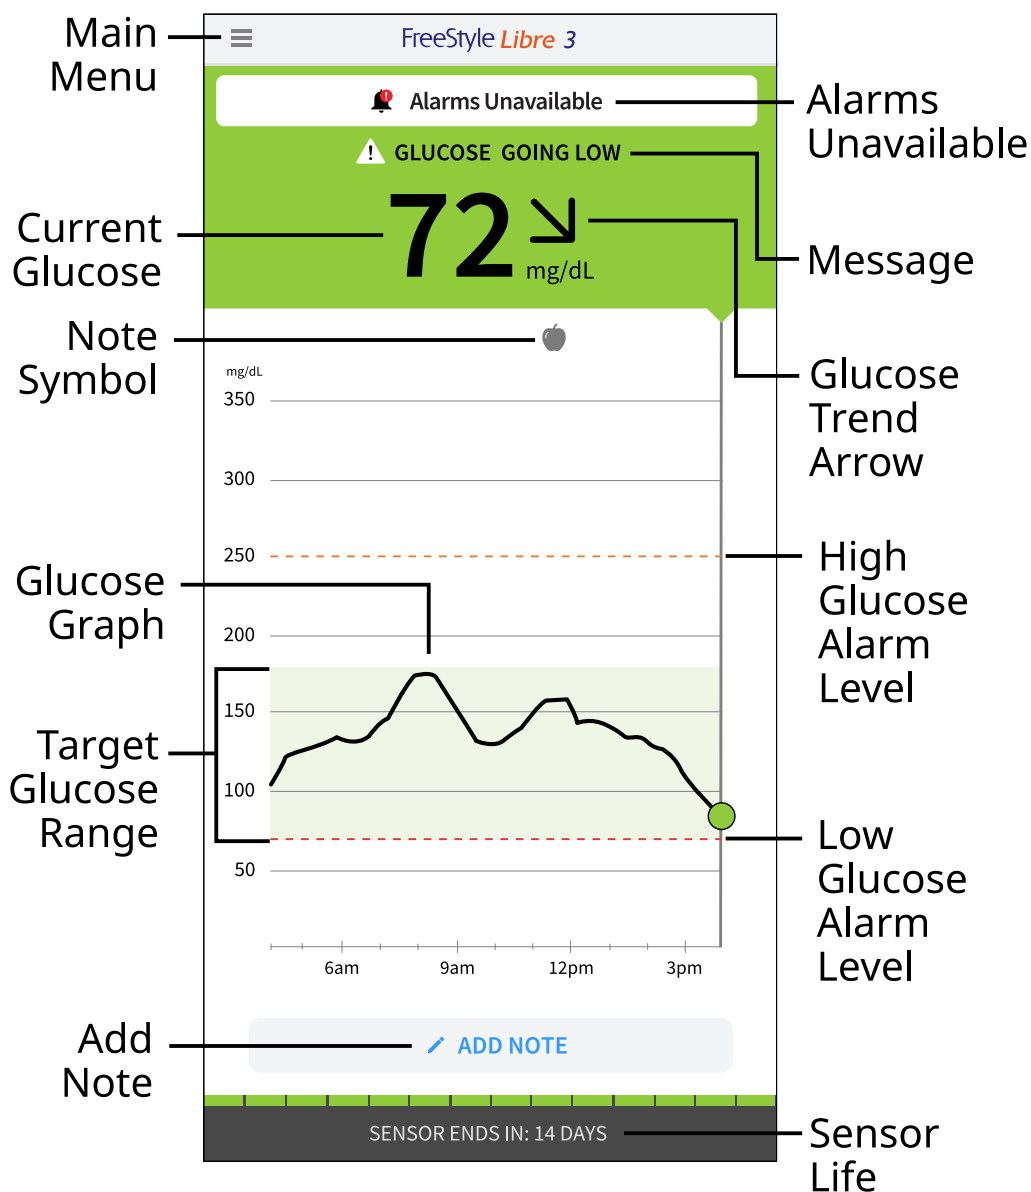 Main
Menu
FreeStyle Libre 3
Alarms Unavailable
Alarms
Unavailable
! GLUCOSE GOING LOW
Message
Current
Glucose
72
mg/dL
Glucose
Trend
Arrow
Note
Symbol
mg/dL
350
300
250
200
150
100
50
High
Glucose
Alarm
Level
Glucose
Graph
Target
Glucose
Range
Low
Glucose
Alarm
Level
6am 9am 12pm 3pm
Add
Note
ADD NOTE
SENSOR ENDS IN: 14 DAYS
Sensor
Life